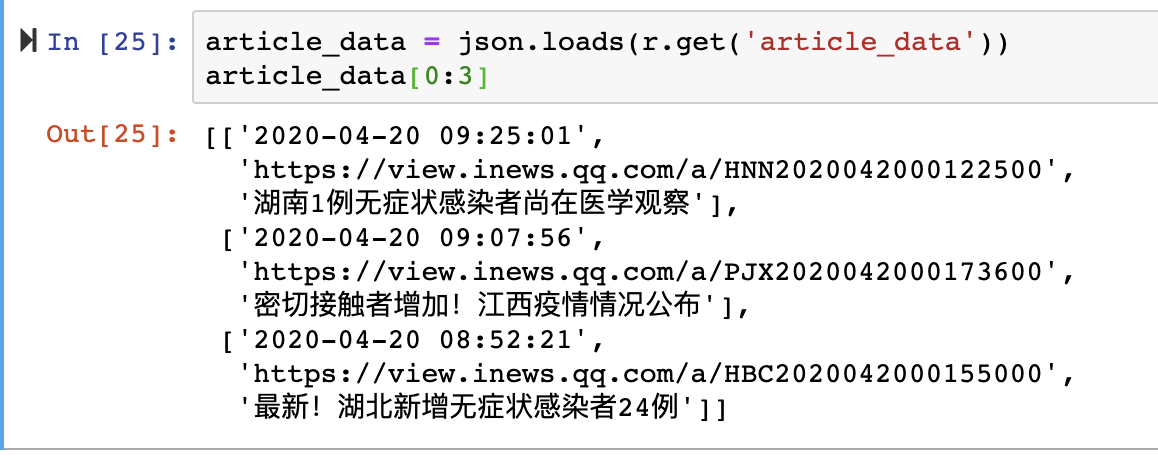 In [25]: article_data = json.loads(r.get('article_data'))
article_data[0:3]
Out[25]: [['2020-04-20 09:25:01',
'https://view.inews.qq.com/a/HNN2020042000122500',
'湖南1例无症状感染者尚在医学观察'],
['2020-04-20 09:07:56',
'https://view.inews.qq.com/a/PJX2020042000173600',
'密切接触者增加！江西疫情情况公布'],
['2020-04-20 08:52:21',
'https://view.inews.qq.com/a/HBC2020042000155000',
'最新！湖北新增无症状感染者24例']]